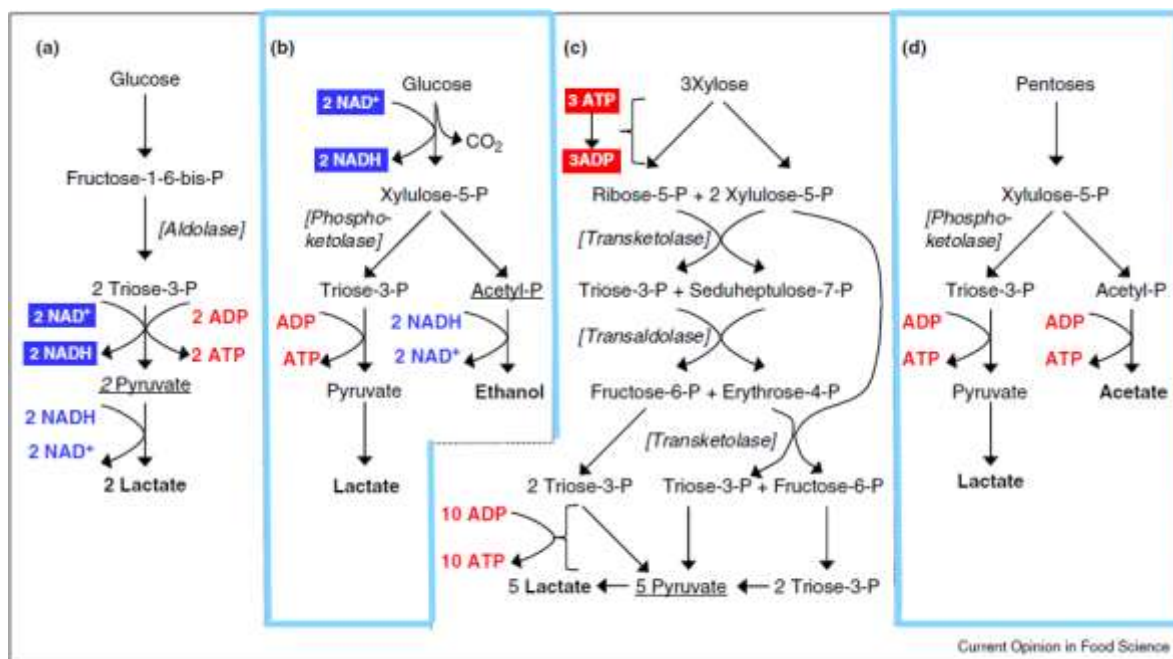 (a)
Glucose
Fructose-1-6-bis-P
[Aldolase]
2 Triose-3-P
2 NAD+
2 ADP
2 NADH
2 ATP
2 Pyruvate
2 NADH
2 NAD+
2 Lactate
(b)
Glucose
2 NAD+
CO2
2 NADH
Xylulose-5-P
[Phospho-
ketolase]
Triose-3-P
Acetyl-P
ADP
2 NADH
ATP
2 NAD+
Pyruvate
Ethanol
Lactate
(c)
3Xylose
3 ATP
3ADP
Ribose-5-P + 2 Xylulose-5-P
[Transketolase]
Triose-3-P + Seduheptulose-7-P
[Transaldolase]
Fructose-6-P + Erythrose-4-P
[Transketolase]
2 Triose-3-P
Triose-3-P + Fructose-6-P
10 ADP
10 ATP
5 Lactate
5 Pyruvate
2 Triose-3-P
(d)
Pentoses
Xylulose-5-P
[Phospho-
ketolase]
Triose-3-P
Acetyl-P
ADP
ADP
ATP
ATP
Pyruvate
Acetate
Lactate
Current Opinion in Food Science